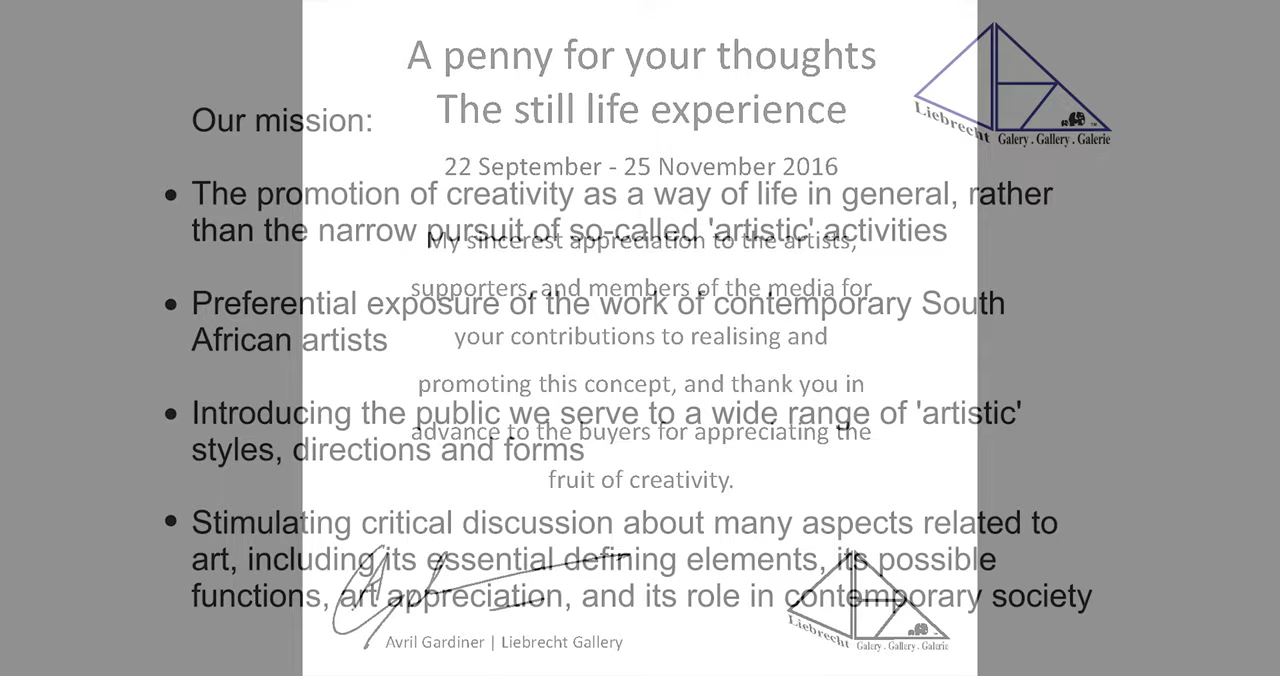 A penny for your thoughts
The still life experience
22 September - 25 November 2016
My sincerest appreciation to the artists,
supporters, and members of the media for
your contributions to realising and
promoting this concept, and thank you in
advance to the buyers for appreciating the
fruit of creativity.
Avril Gardiner | Liebrecht Gallery
Liebrecht
Galery . Gallery . Galerie
Our mission:
• The promotion of creativity as a way of life in general, rather
than the narrow pursuit of so-called 'artistic' activities
• Preferential exposure of the work of contemporary South
African artists
• Introducing the public we serve to a wide range of 'artistic'
styles, directions and forms
• Stimulating critical discussion about many aspects related to
art, including its essential defining elements, its possible
functions, art appreciation, and its role in contemporary society
Liebrecht
Galery . Gallery . Galerie